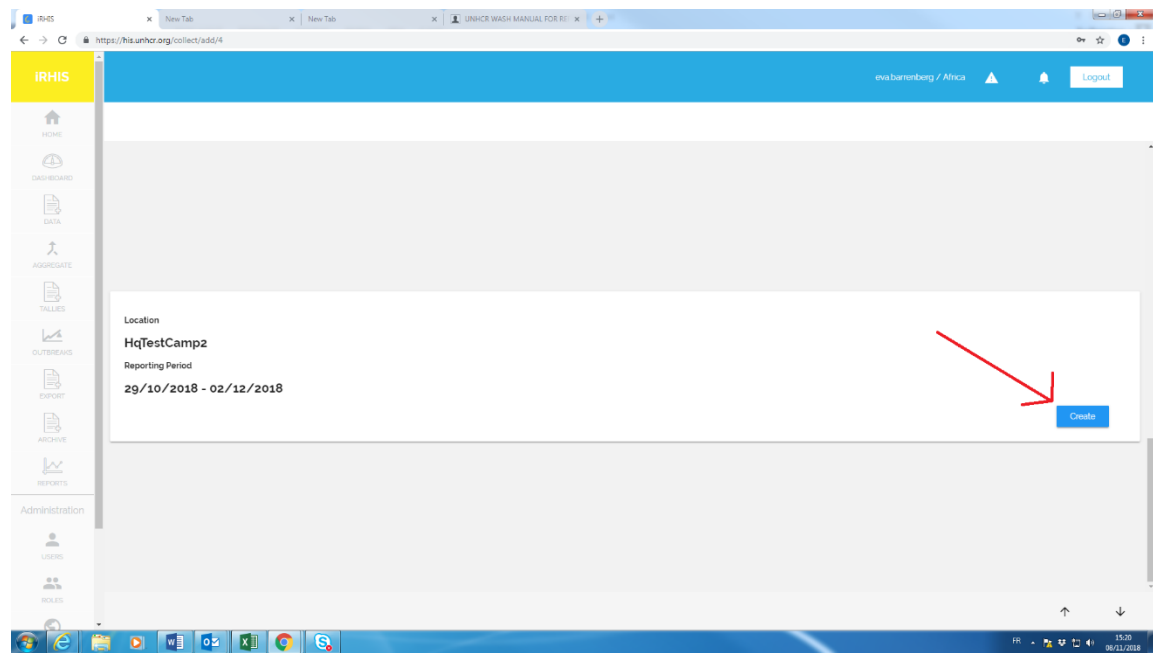 iRHIS
New Tab
New Tab
UNHCR WASH MANUAL FOR REF
https://his.unhcr.org/collect/add/4
E
iRHIS
eva.barrenberg / Africa
Logout
HOME
DASHBOARD
DATA
AGGREGATE
TALLIES
OUTBREAKS
EXPORT
ARCHIVE
REPORTS
Administration
USERS
ROLES
Location
HqTestCamp2
Reporting Period
29/10/2018 - 02/12/2018
Create
FR
15:20
06/11/2018